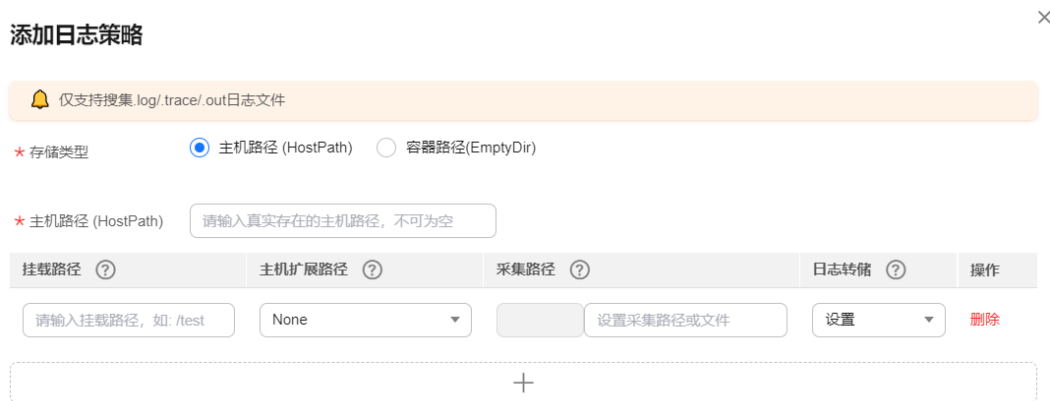 添加日志策略
仅支持搜集.log/.trace/.out日志文件
* 存储类型 主机路径 (HostPath) 容器路径(EmptyDir)
* 主机路径 (HostPath) 请输入真实存在的主机路径，不可为空
挂载路径 ? 主机扩展路径 ? 采集路径 ? 日志转储 ? 操作
请输入挂载路径，如: /test None 设置采集路径或文件 设置 删除